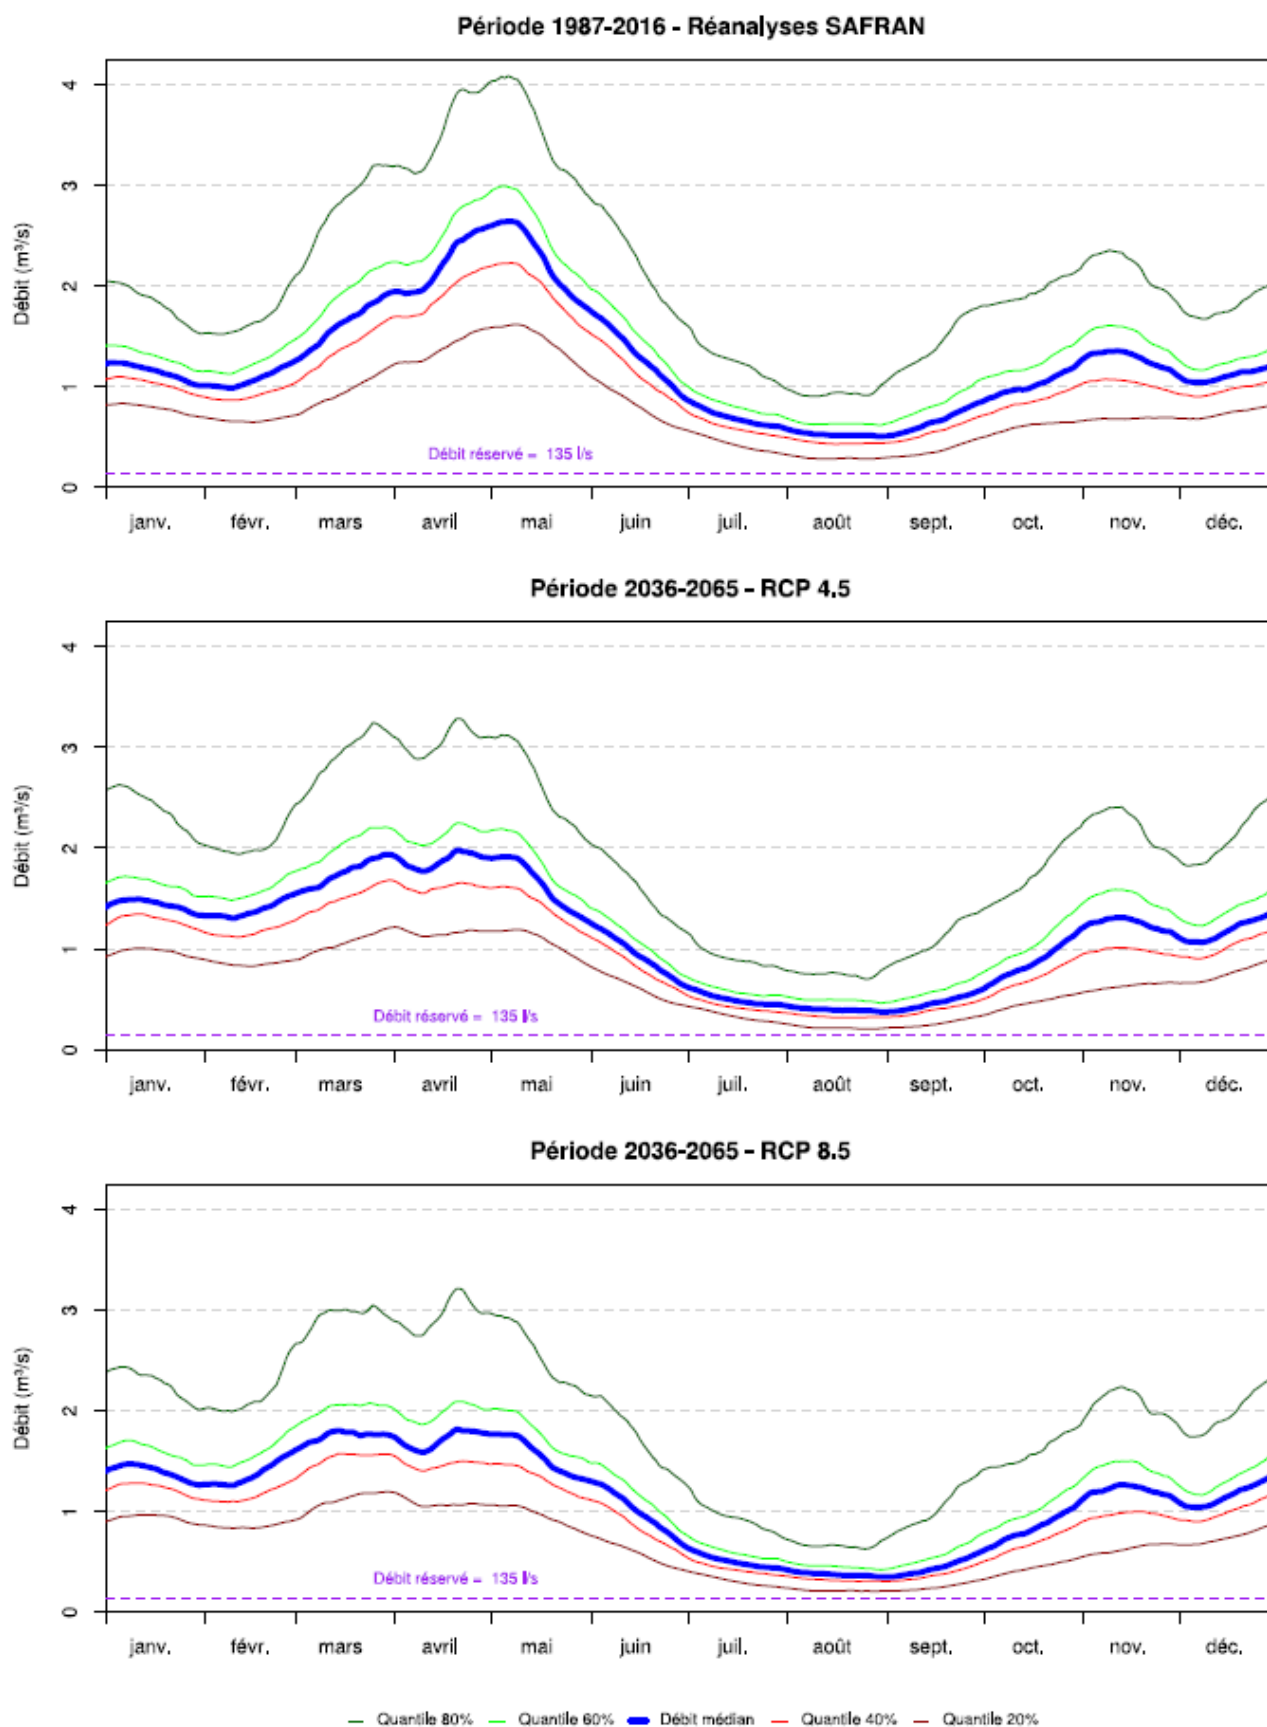 Période 1987-2016 - Réanalyses SAFRAN
Débit (m³/s)
4
3
2
1
0
Débit réservé = 135 l/s
janv. févr. mars avril mai juin juil. août sept. oct. nov. déc.
Période 2036-2065 - RCP 4.5
Débit (m³/s)
4
3
2
1
0
Débit réservé = 135 l/s
janv. févr. mars avril mai juin juil. août sept. oct. nov. déc.
Période 2036-2065 - RCP 8.5
Débit (m³/s)
4
3
2
1
0
Débit réservé = 135 l/s
janv. févr. mars avril mai juin juil. août sept. oct. nov. déc.
Quantile 80% Quantile 60% Débit médian Quantile 40% Quantile 20%